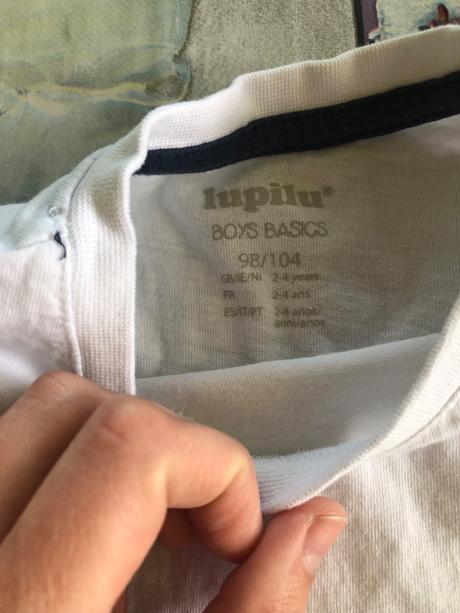 lupilu®
BOYS BASICS
98/104
GB/IE/NI 2-4 years
FR 2-4 ans
ES/IT/PT 2-4 años/
anni/anos